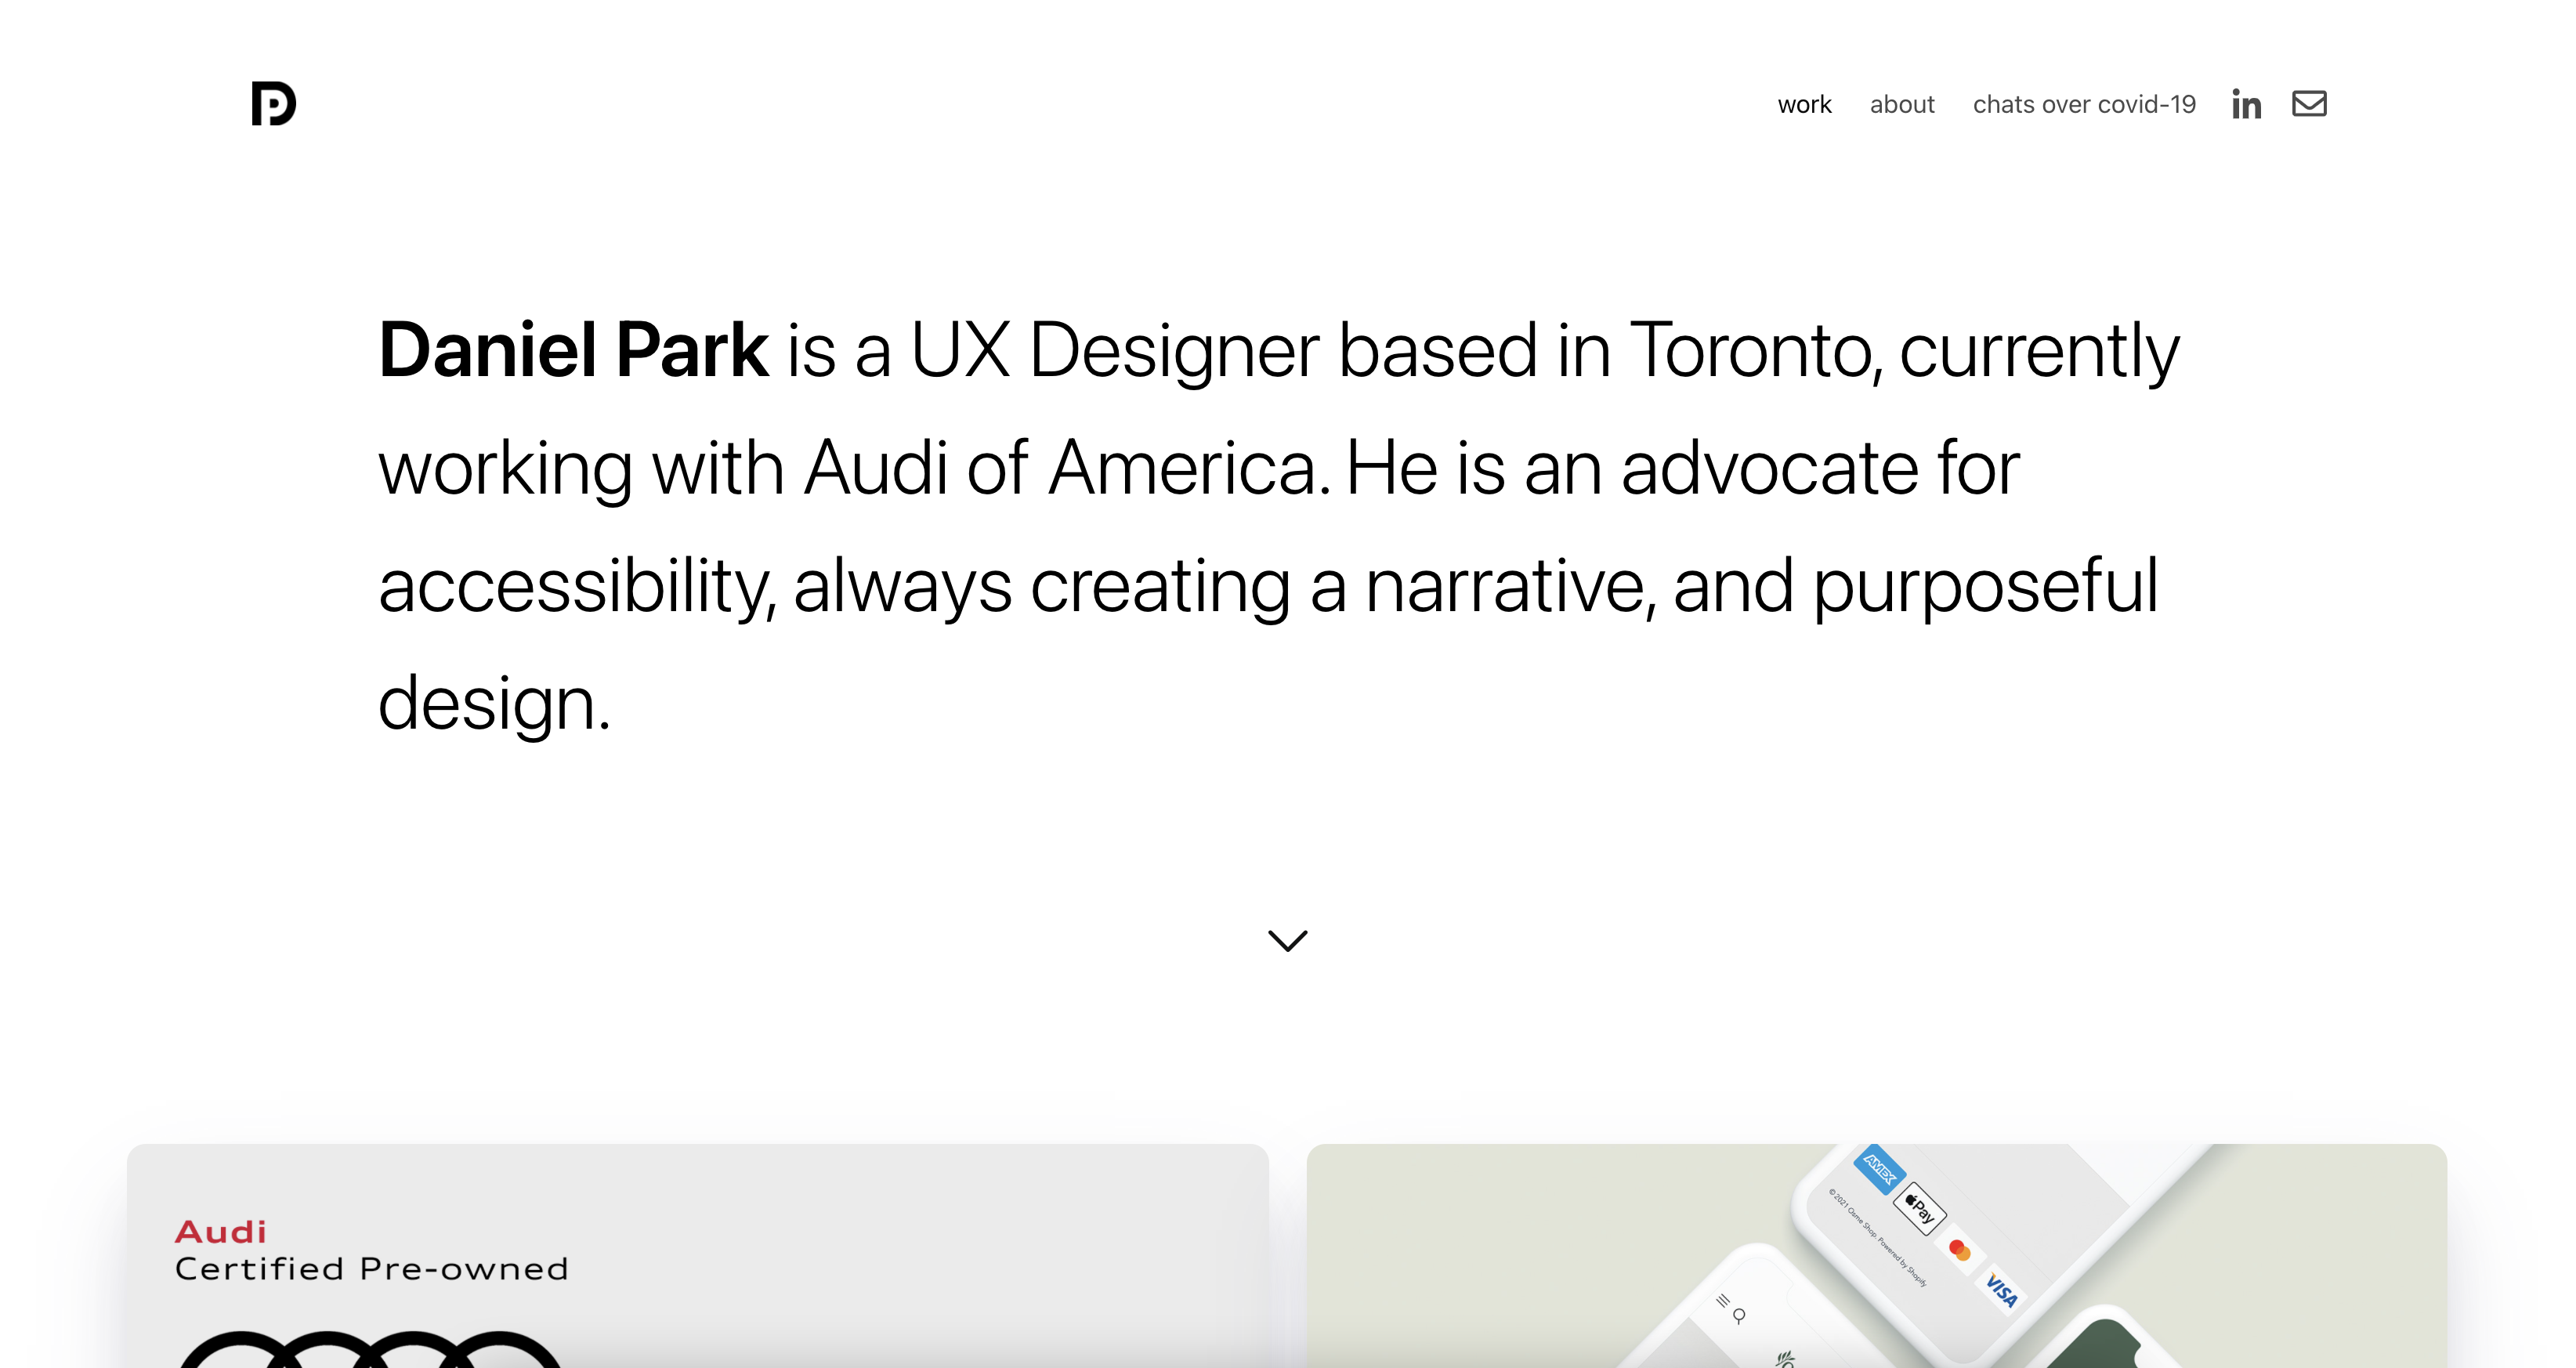 work about chats over covid-19 in
Daniel Park is a UX Designer based in Toronto, currently
working with Audi of America. He is an advocate for
accessibility, always creating a narrative, and purposeful
design.
Audi
Certified Pre-owned
AMEX
Pay
VISA
© 2021 Osme Shop. Powered by Shopify